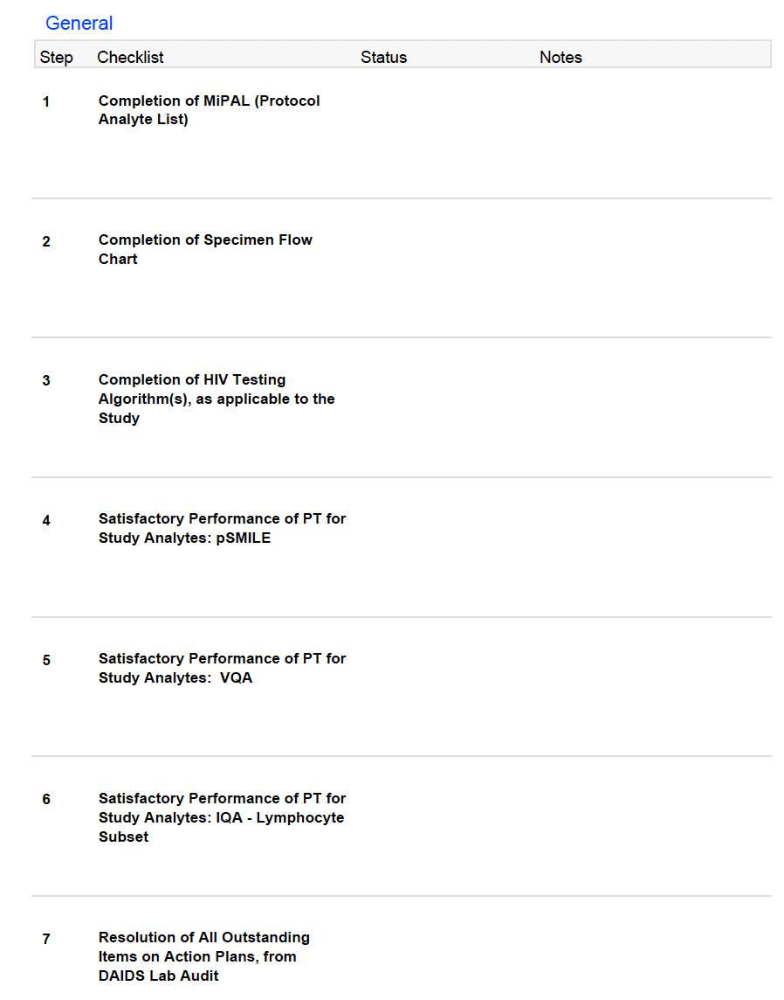 General
Step Checklist Status Notes
1 Completion of MiPAL (Protocol
Analyte List)
2 Completion of Specimen Flow
Chart
3 Completion of HIV Testing
Algorithm(s), as applicable to the
Study
4 Satisfactory Performance of PT for
Study Analytes: pSMILE
5 Satisfactory Performance of PT for
Study Analytes:  VQA
6 Satisfactory Performance of PT for
Study Analytes: IQA - Lymphocyte
Subset
7 Resolution of All Outstanding
Items on Action Plans, from
DAIDS Lab Audit